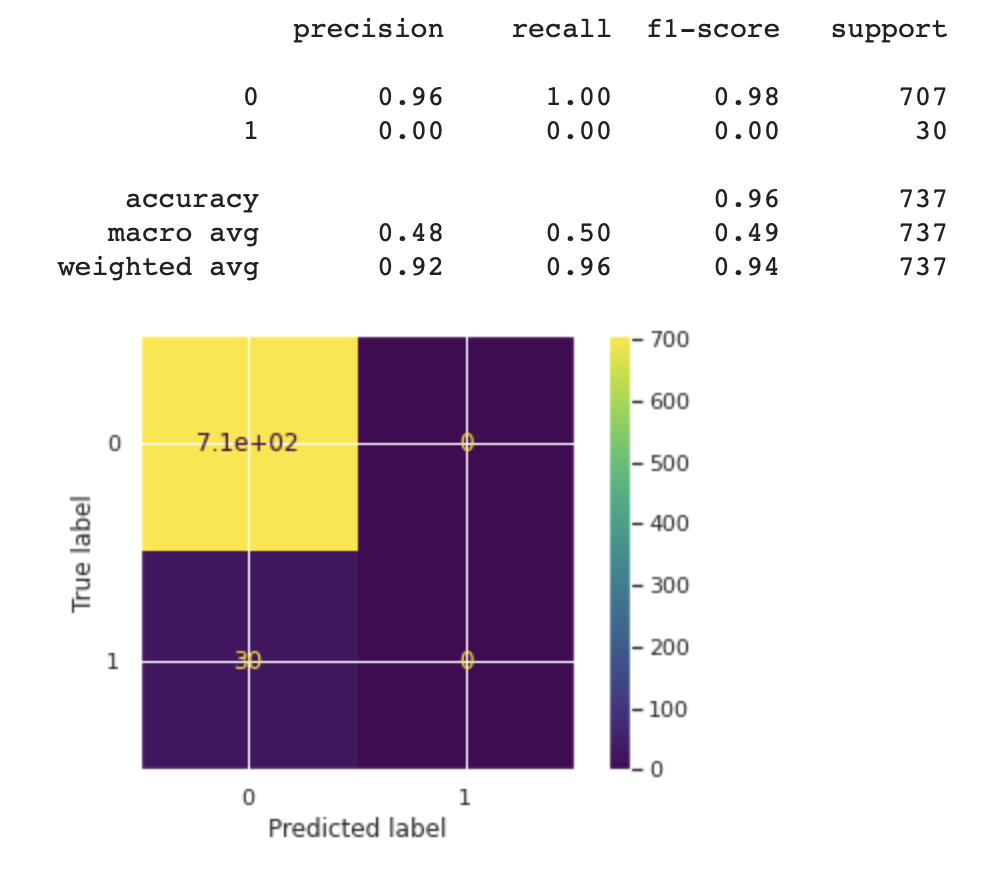 precision recall f1-score support
0 0.96 1.00 0.98 707
1 0.00 0.00 0.00 30
accuracy 0.96 737
macro avg 0.48 0.50 0.49 737
weighted avg 0.92 0.96 0.94 737
700
600
500
400
300
200
100
0
True label
0 7.1e+02 0
1 30 0
0 1
Predicted label